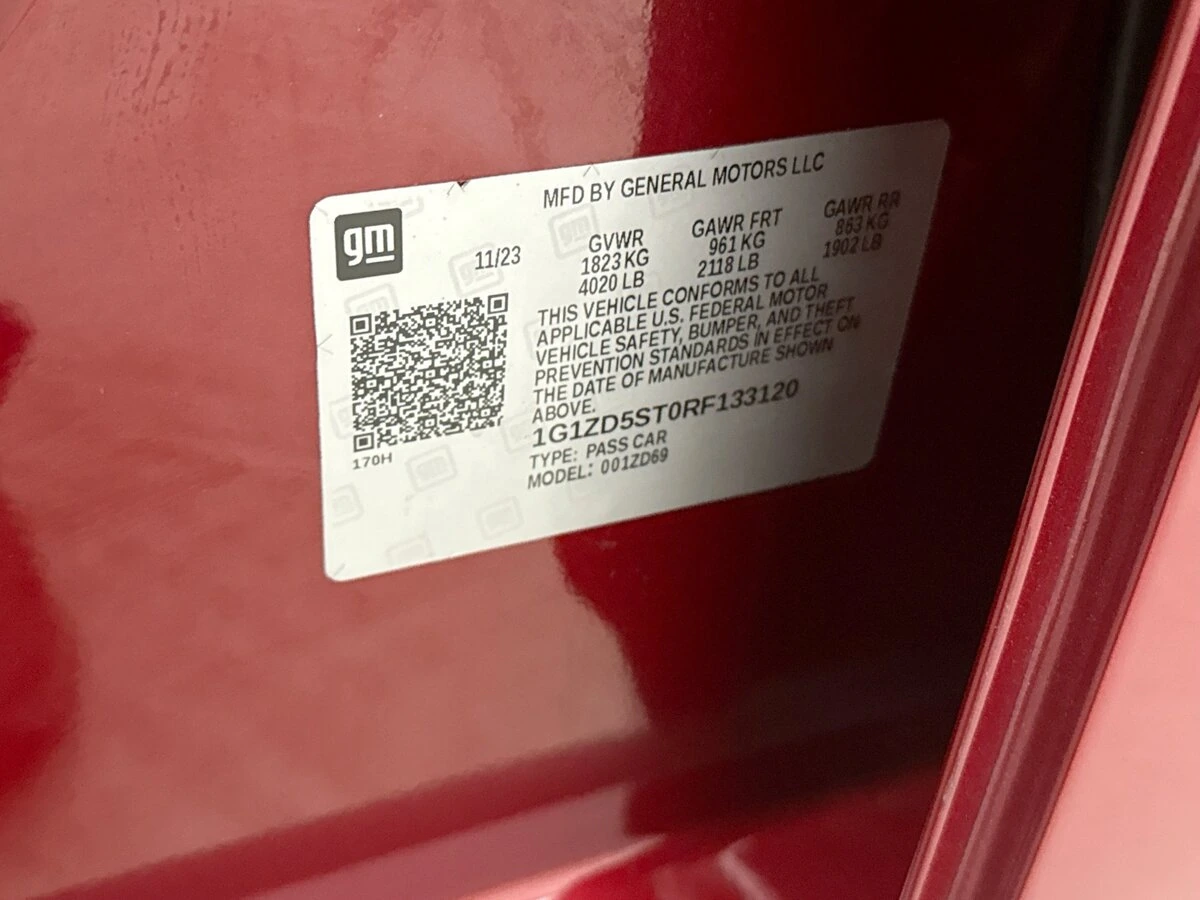 MFD BY GENERAL MOTORS LLC
gm
11/23
GVWR
1823 KG
4020 LB
GAWR FRT
961 KG
2118 LB
GAWR RR
863 KG
1902 LB
THIS VEHICLE CONFORMS TO ALL
APPLICABLE U.S. FEDERAL MOTOR
VEHICLE SAFETY, BUMPER, AND THEFT
PREVENTION STANDARDS IN EFFECT ON
THE DATE OF MANUFACTURE SHOWN
ABOVE.
1G1ZD5ST0RF133120
TYPE: PASS CAR
MODEL: 001ZD69
170H